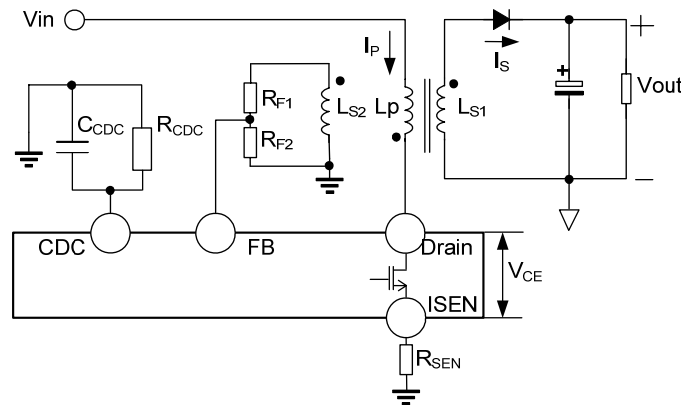 Vin
IP
IS
+
+
CCDC
RCDC
RF1
RF2
LS2
Lp
LS1
Vout
−
CDC
FB
Drain
VCE
ISEN
RSEN